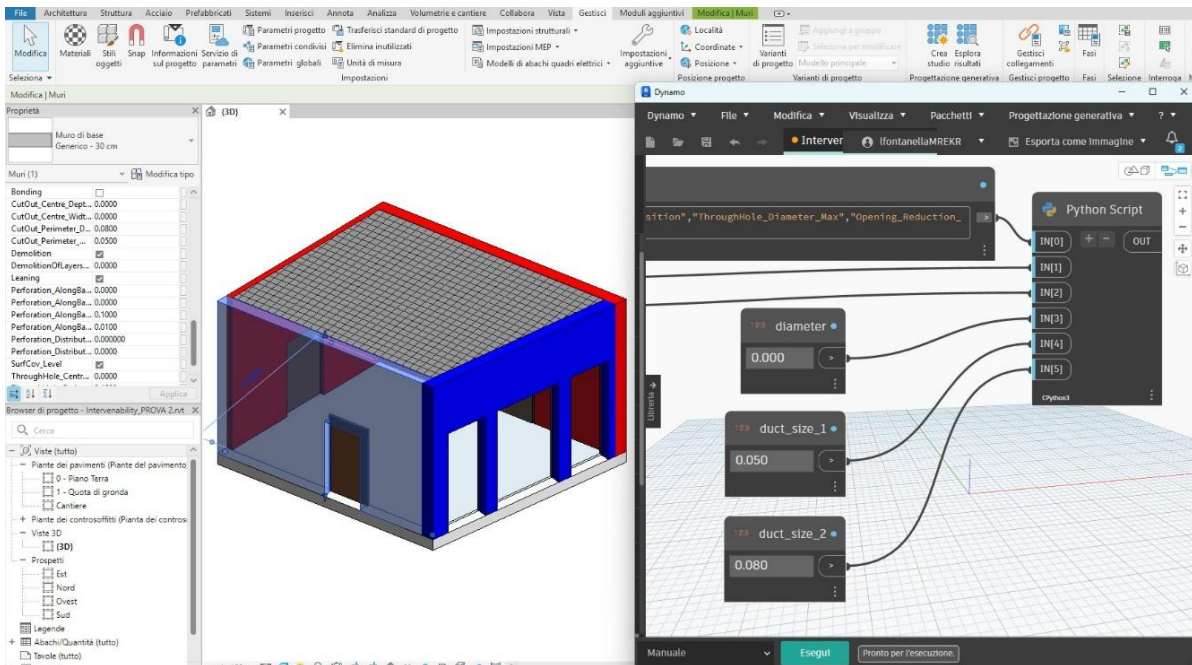 File Architettura Struttura Acciaio Prefabbricati Sistemi Inserisci Annota Analizza Volumetrie e cantiere Collabora Vista Gestisci Moduli aggiuntivi Modifica | Muri
Modifica
Materiali
Stili oggetti
Snap
Informazioni sul progetto
Servizio di parametri
Parametri progetto
Parametri condivisi
Parametri globali
Trasferisci standard di progetto
Elimina inutilizzati
Unità di misura
Impostazioni strutturali
Impostazioni MEP
Modelli di abachi quadri elettrici
Impostazioni aggiuntive
Località
Coordinate
Posizione
Varianti di progetto
Aggiungi a gruppo
Seleziona per modificare
Modello principale
Crea studio
Esplora risultati
Gestisci collegamenti
Fasi
Seleziona
Impostazioni
Posizione progetto
Varianti di progetto
Progettazione generativa
Gestisci progetto
Fasi
Selezione
Interroga
Modifica | Muri
Proprietà
{3D}
Muro di base
Generico - 30 cm
Muri (1)
Modifica tipo
Bonding
CutOut_Centre_Dept... 0.0000
CutOut_Centre_Widt... 0.0000
CutOut_Perimeter_D... 0.0800
CutOut_Perimeter_... 0.0500
Demolition
DemolitionOfLayers... 0.0000
Leaning
Perforation_AlongBa... 0.0000
Perforation_AlongBa... 0.0000
Perforation_AlongBa... 0.1000
Perforation_AlongBa... 0.0100
Perforation_Distribut... 0.000000
Perforation_Distribut... 0.0000
SurfCov_Level
ThroughHole_Centr... 0.0000
Applica
Browser di progetto - Intervenability_PROVA 2.rvt
Cerca
Viste (tutto)
Piante dei pavimenti (Piante del pavimento
0 - Piano Terra
1 - Quota di gronda
Cantiere
Piante dei controsoffitti (Pianta dei contros
Viste 3D
{3D}
Prospetti
Est
Nord
Ovest
Sud
Legende
Abachi/Quantità (tutto)
Tavole (tutto)
Dynamo
Dynamo File Modifica Visualizza Pacchetti Progettazione generativa ?
Interver
lfontanellaMREKR
Esporta come Immagine
2
sition","ThroughHole_Diameter_Max","Opening_Reduction_
>
Python Script
IN[0] + - OUT
IN[1]
IN[2]
IN[3]
IN[4]
IN[5]
CPython3
123 diameter
0.000 >
123 duct_size_1
0.050 >
123 duct_size_2
0.080 >
Libreria
Manuale
Esegui
Pronto per l'esecuzione.